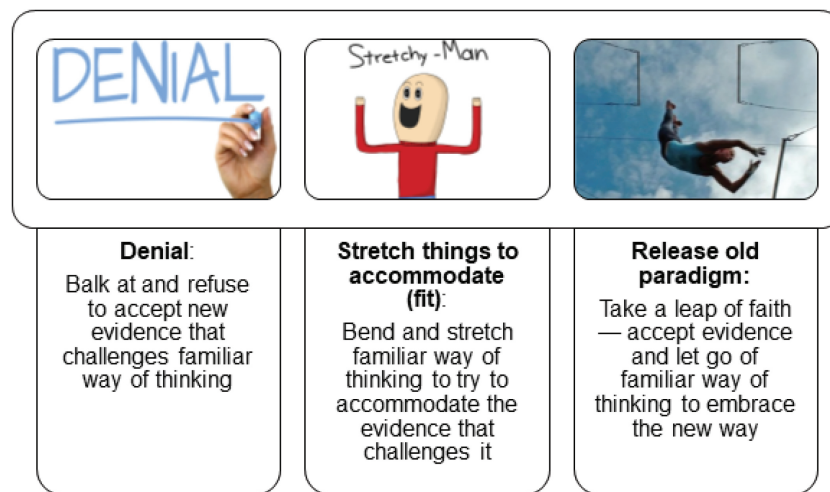 DENIAL
Stretchy-Man
Denial:
Balk at and refuse
to accept new
evidence that
challenges familiar
way of thinking
Stretch things to
accommodate
(fit):
Bend and stretch
familiar way of
thinking to try to
accommodate the
evidence that
challenges it
Release old
paradigm:
Take a leap of faith
— accept evidence
and let go of
familiar way of
thinking to embrace
the new way